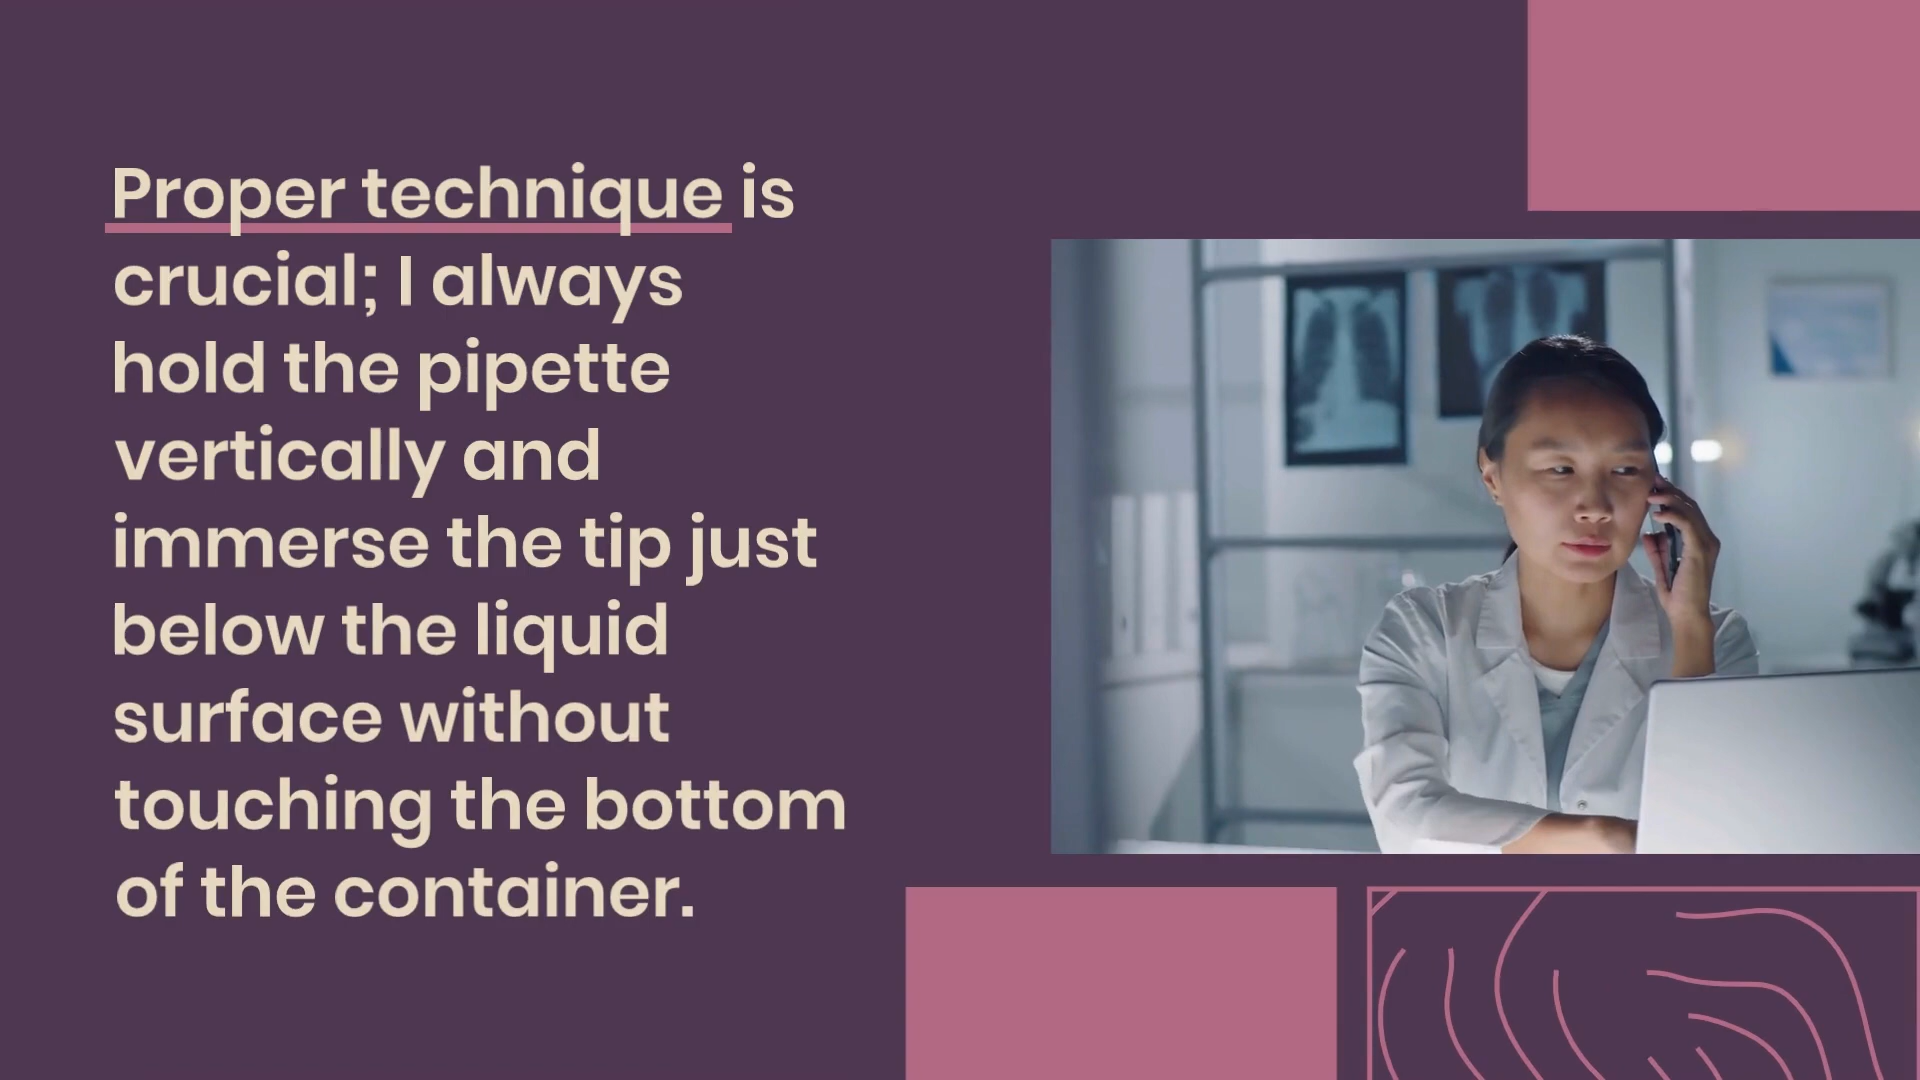 Proper technique is
crucial; I always
hold the pipette
vertically and
immerse the tip just
below the liquid
surface without
touching the bottom
of the container.